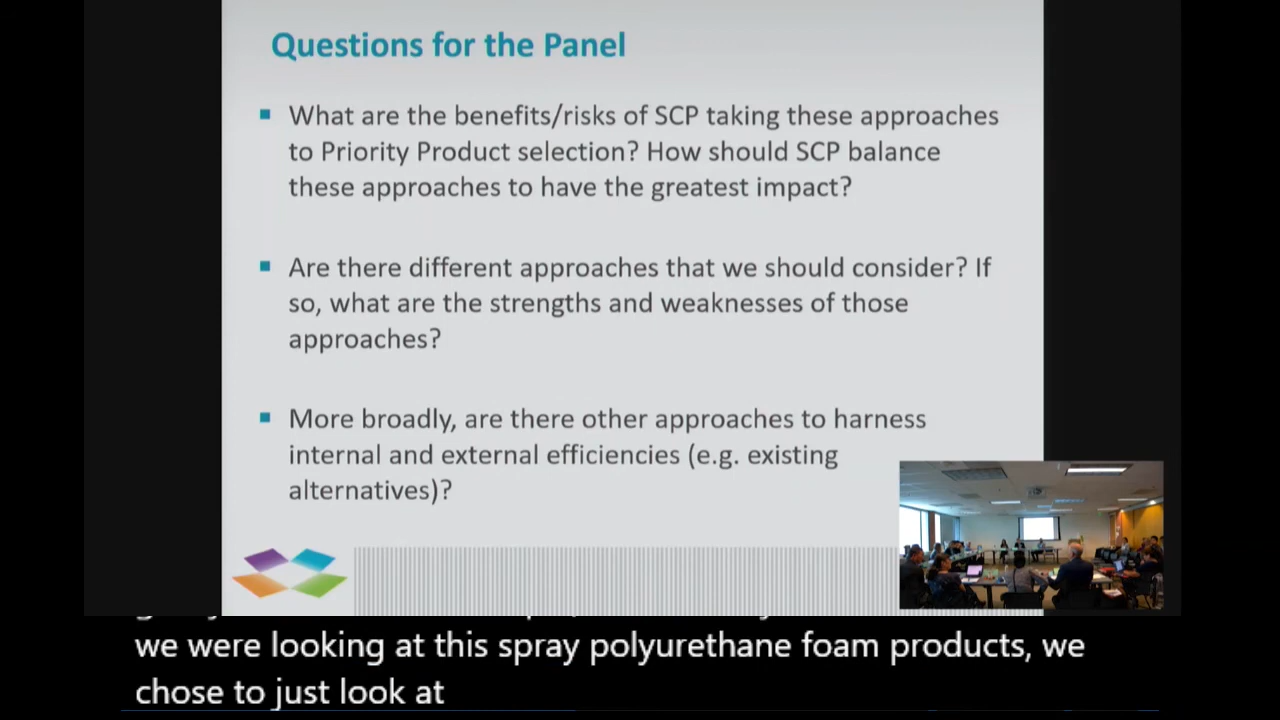 Questions for the Panel
What are the benefits/risks of SCP taking these approaches
to Priority Product selection? How should SCP balance
these approaches to have the greatest impact?
Are there different approaches that we should consider? If
so, what are the strengths and weaknesses of those
approaches?
More broadly, are there other approaches to harness
internal and external efficiencies (e.g. existing
alternatives)?
we were looking at this spray polyurethane foam products, we
chose to just look at